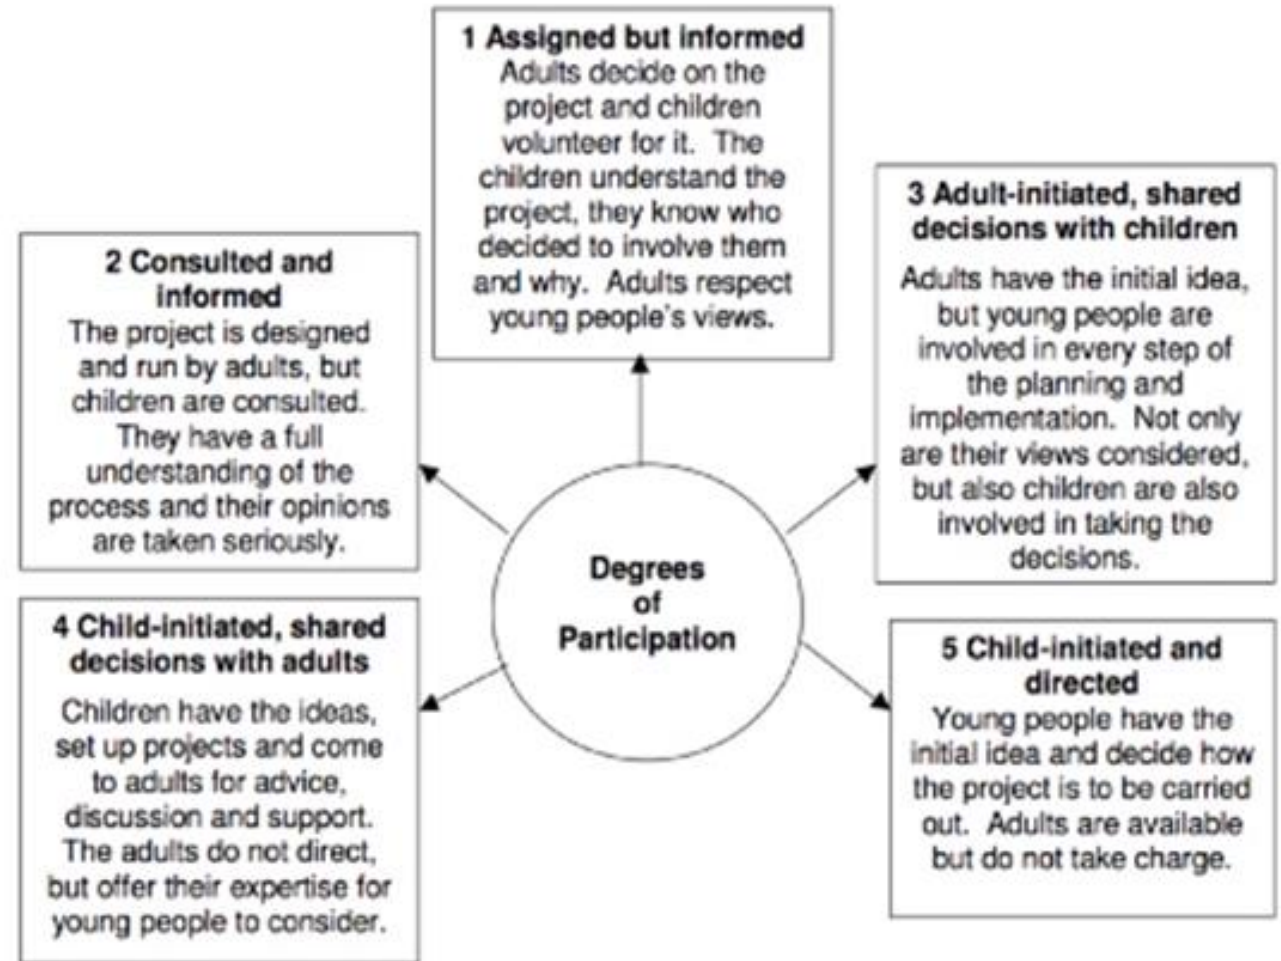 1 Assigned but informed
Adults decide on the
project and children
volunteer for it. The
children understand the
project, they know who
decided to involve them
and why. Adults respect
young people's views.
2 Consulted and
informed
The project is designed
and run by adults, but
children are consulted.
They have a full
understanding of the
process and their opinions
are taken seriously.
3 Adult-initiated, shared
decisions with children
Adults have the initial idea,
but young people are
involved in every step of
the planning and
implementation. Not only
are their views considered,
but also children are also
involved in taking the
decisions.
Degrees
of
Participation
4 Child-initiated, shared
decisions with adults
Children have the ideas,
set up projects and come
to adults for advice,
discussion and support.
The adults do not direct,
but offer their expertise for
young people to consider.
5 Child-initiated and
directed
Young people have the
initial idea and decide how
the project is to be carried
out. Adults are available
but do not take charge.